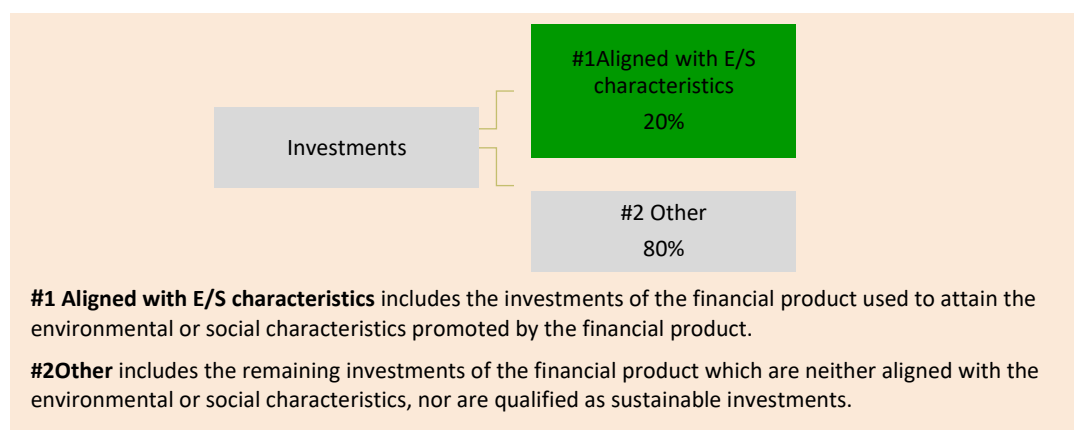 #1Aligned with E/S
characteristics
20%
Investments
#2 Other
80%
#1 Aligned with E/S characteristics includes the investments of the financial product used to attain the
environmental or social characteristics promoted by the financial product.
#2Other includes the remaining investments of the financial product which are neither aligned with the
environmental or social characteristics, nor are qualified as sustainable investments.